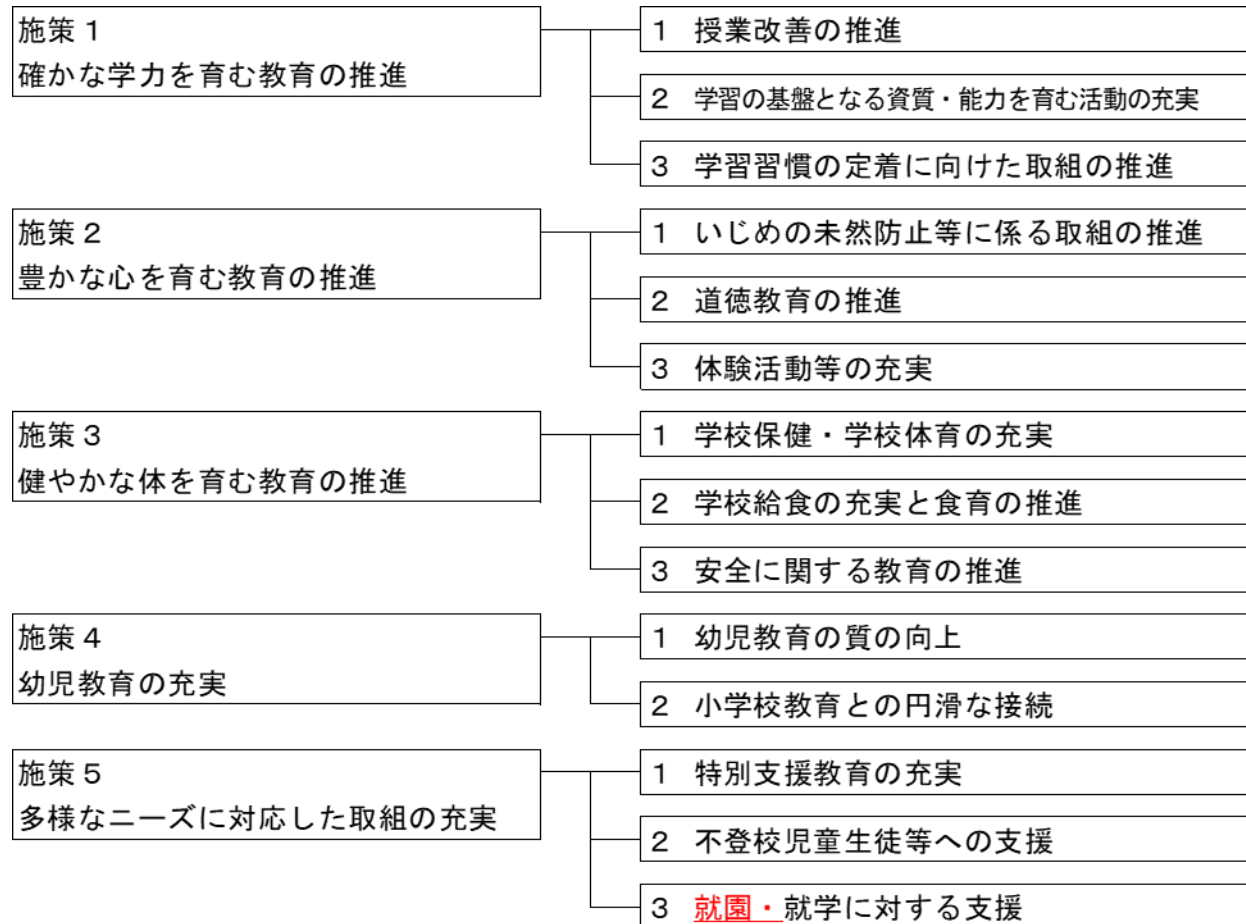 施策１
確かな学力を育む教育の推進
１　授業改善の推進
２　学習の基盤となる資質・能力を育む活動の充実
３　学習習慣の定着に向けた取組の推進
施策２
豊かな心を育む教育の推進
１　いじめの未然防止等に係る取組の推進
２　道徳教育の推進
３　体験活動等の充実
施策３
健やかな体を育む教育の推進
１　学校保健・学校体育の充実
２　学校給食の充実と食育の推進
３　安全に関する教育の推進
施策４
幼児教育の充実
１　幼児教育の質の向上
２　小学校教育との円滑な接続
施策５
多様なニーズに対応した取組の充実
１　特別支援教育の充実
２　不登校児童生徒等への支援
３　就園・就学に対する支援